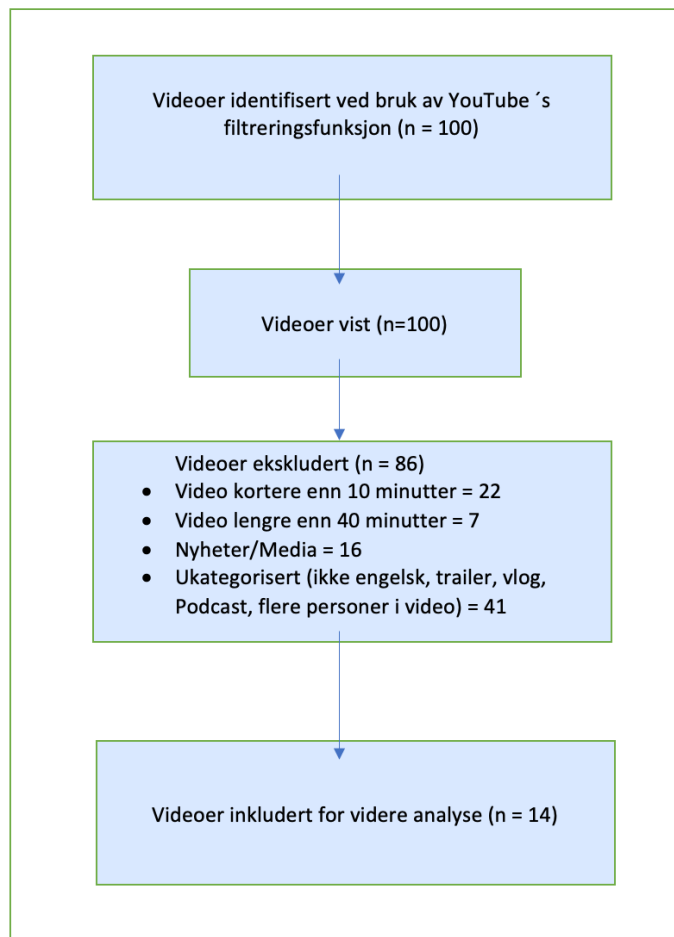 Videoer identifisert ved bruk av YouTube ´s
filtreringsfunksjon (n = 100)
Videoer vist (n=100)
Videoer ekskludert (n = 86)
• Video kortere enn 10 minutter = 22
• Video lengre enn 40 minutter = 7
• Nyheter/Media = 16
• Ukategorisert (ikke engelsk, trailer, vlog,
Podcast, flere personer i video) = 41
Videoer inkludert for videre analyse (n = 14)